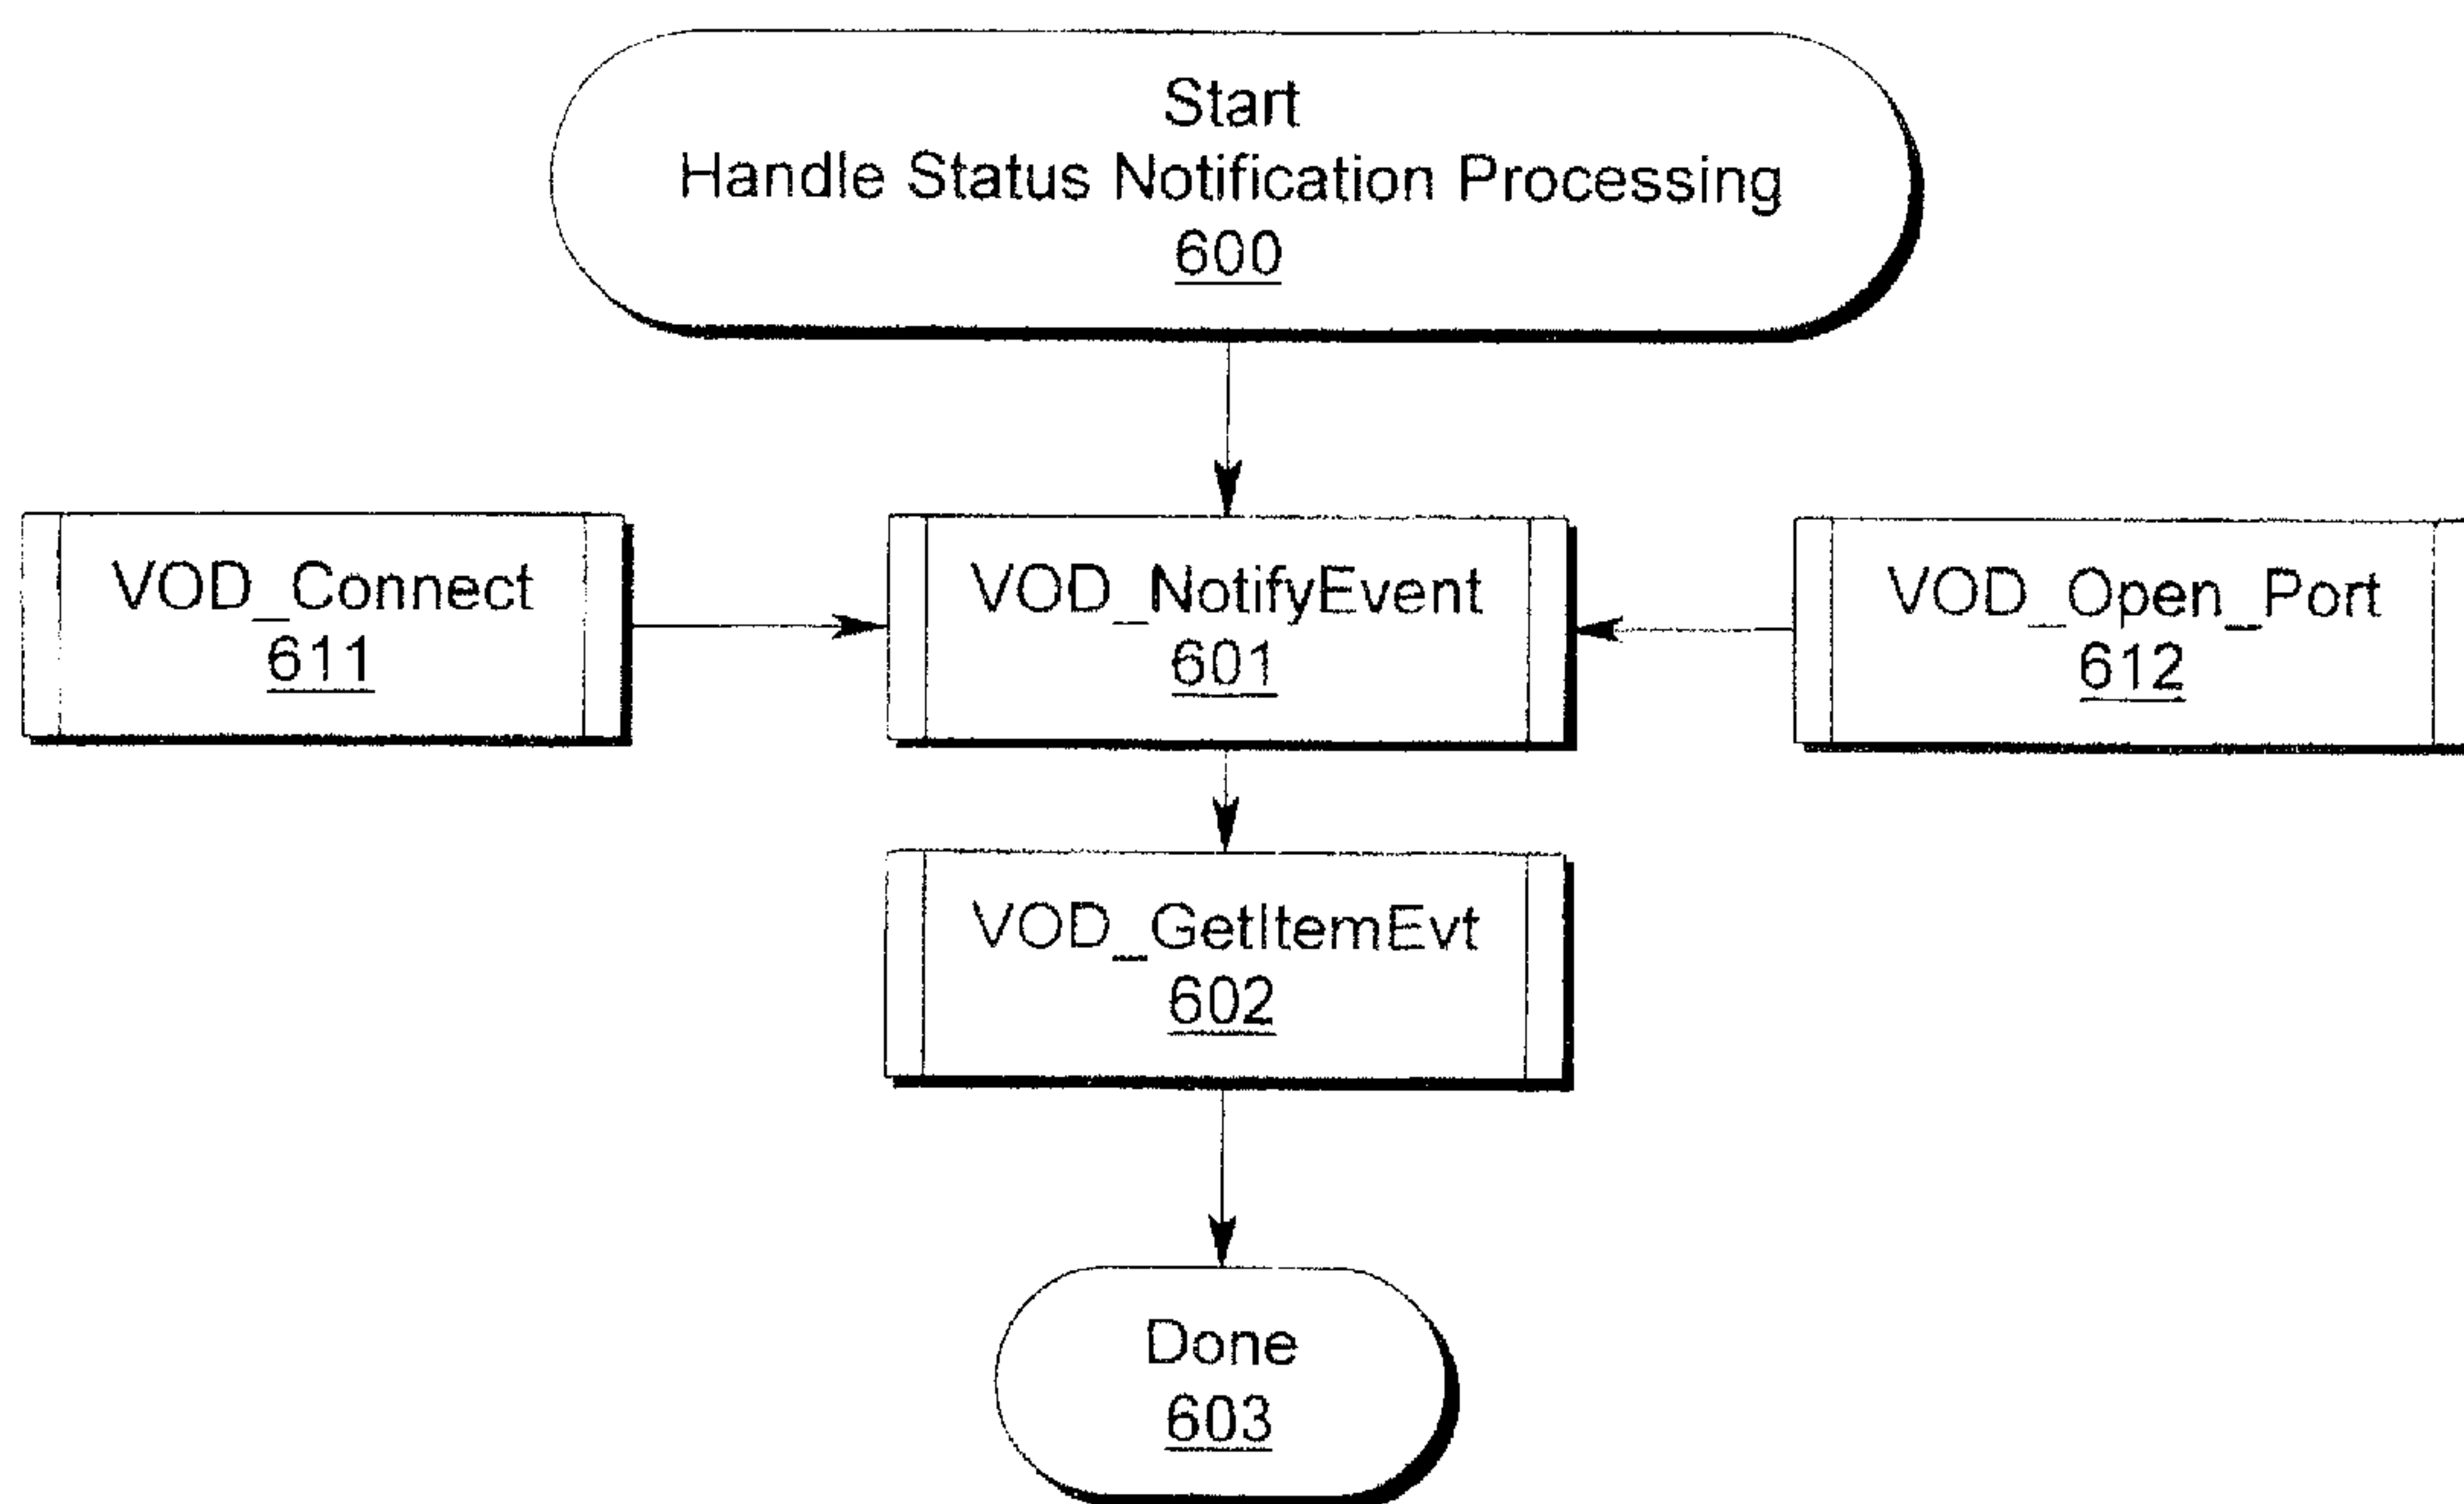 Start
Handle Status Notification Processing
600
VOD_Connect
611
VOD_NotifyEvent
601
VOD_Open_Port
612
VOD_GetItemEvt
602
Done
603